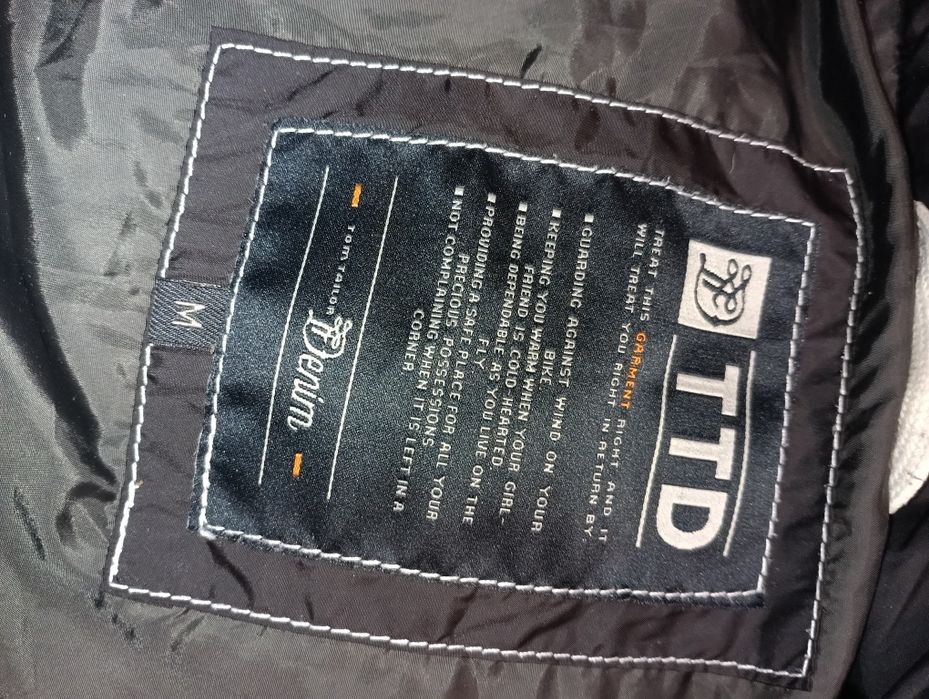 TTD
TREAT THIS GARMENT RIGHT AND IT
WILL TREAT YOU RIGHT IN RETURN BY:
GUARDING AGAINST WIND ON YOUR
BIKE
KEEPING YOU WARM WHEN YOUR GIRL-
FRIEND IS COLD HEARTED
BEING DEPENDABLE AS YOU LIVE ON THE
FLY
PROVIDING A SAFE PLACE FOR ALL YOUR
PRECIOUS POSSESSIONS
NOT COMPLAINING WHEN IT IS LEFT IN A
CORNER
TOM TAILOR Denim
M